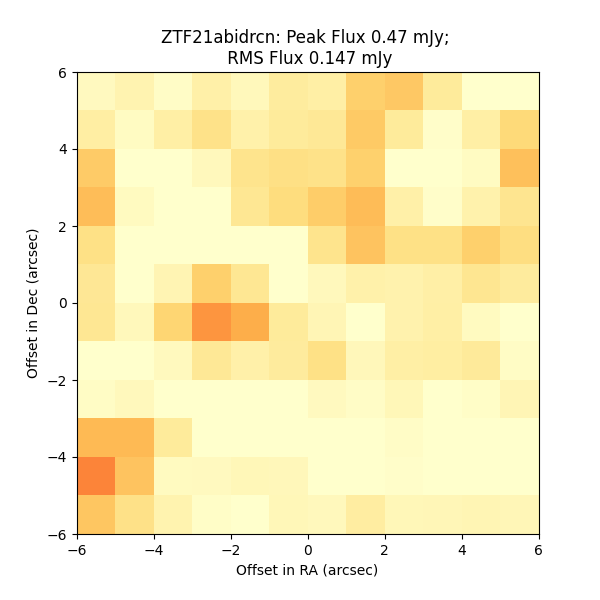 ZTF21abidrcn: Peak Flux 0.47 mJy;
RMS Flux 0.147 mJy
6
4
2
0
−2
−4
−6
Offset in Dec (arcsec)
−6 −4 −2 0 2 4 6
Offset in RA (arcsec)